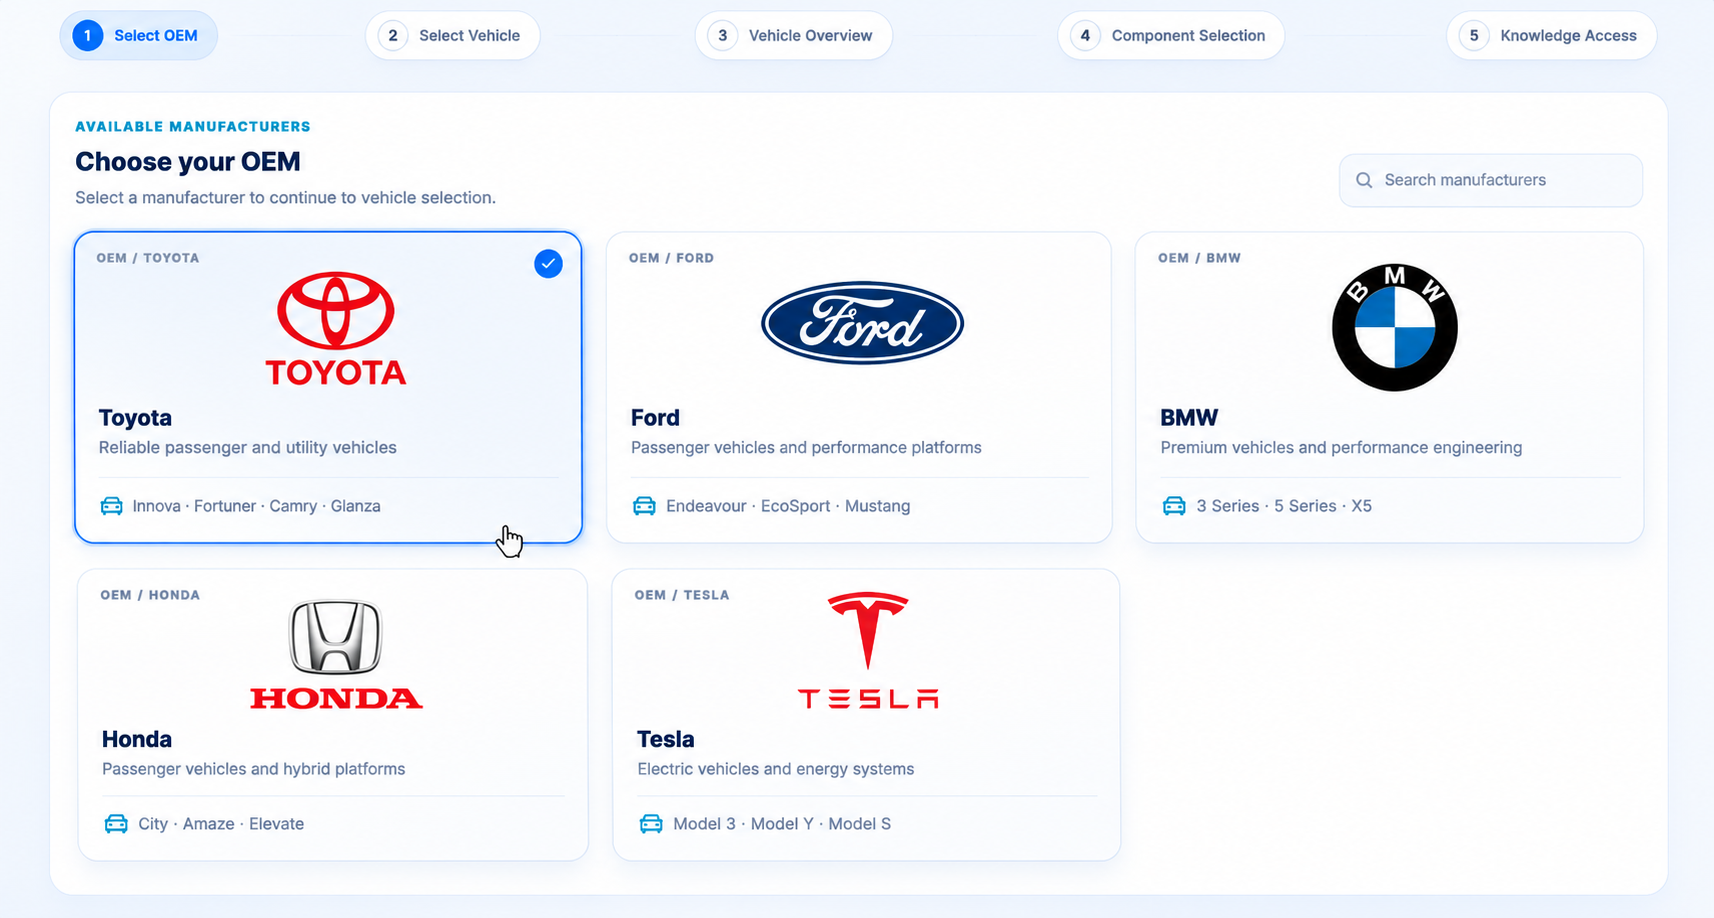 1 Select OEM
2 Select Vehicle
3 Vehicle Overview
4 Component Selection
5 Knowledge Access
AVAILABLE MANUFACTURERS
Choose your OEM
Select a manufacturer to continue to vehicle selection.
Search manufacturers
OEM / TOYOTA
TOYOTA
Toyota
Reliable passenger and utility vehicles
Innova · Fortuner · Camry · Glanza
OEM / FORD
Ford
Ford
Passenger vehicles and performance platforms
Endeavour · EcoSport · Mustang
OEM / BMW
BMW
BMW
Premium vehicles and performance engineering
3 Series · 5 Series · X5
OEM / HONDA
HONDA
Honda
Passenger vehicles and hybrid platforms
City · Amaze · Elevate
OEM / TESLA
TESLA
Tesla
Electric vehicles and energy systems
Model 3 · Model Y · Model S